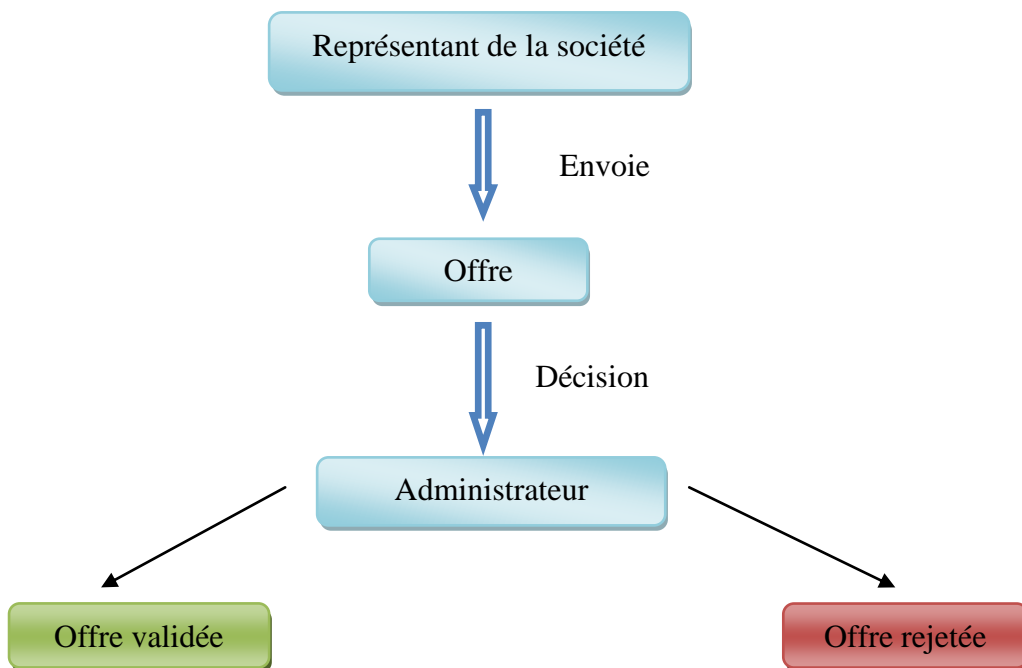 Représentant de la société
Envoie
Offre
Décision
Administrateur
Offre validée
Offre rejetée